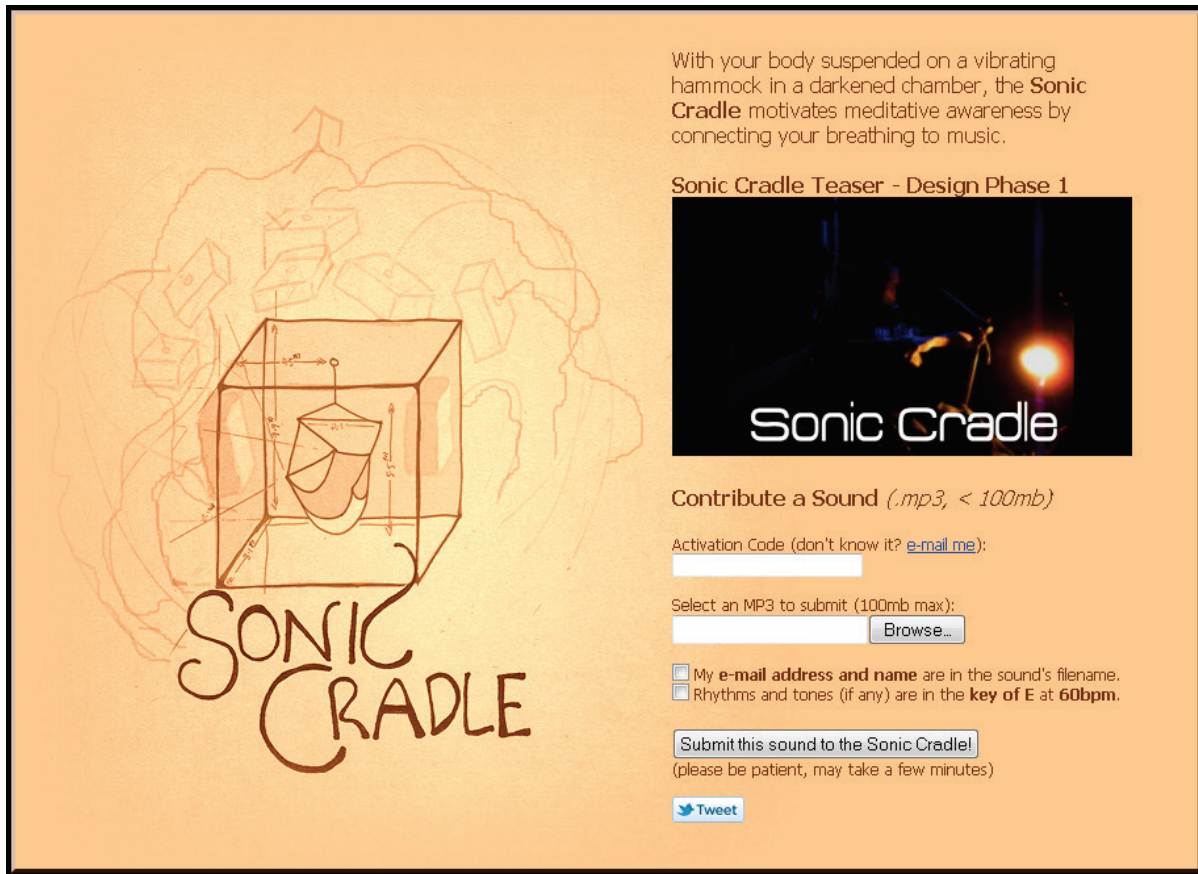 With your body suspended on a vibrating
hammock in a darkened chamber, the Sonic
Cradle motivates meditative awareness by
connecting your breathing to music.
Sonic Cradle Teaser - Design Phase 1
Sonic Cradle
Contribute a Sound (.mp3, < 100mb)
Activation Code (don't know it? e-mail me):
Select an MP3 to submit (100mb max):
Browse...
My e-mail address and name are in the sound's filename.
Rhythms and tones (if any) are in the key of E at 60bpm.
Submit this sound to the Sonic Cradle!
(please be patient, may take a few minutes)
Tweet
SONIC
CRADLE